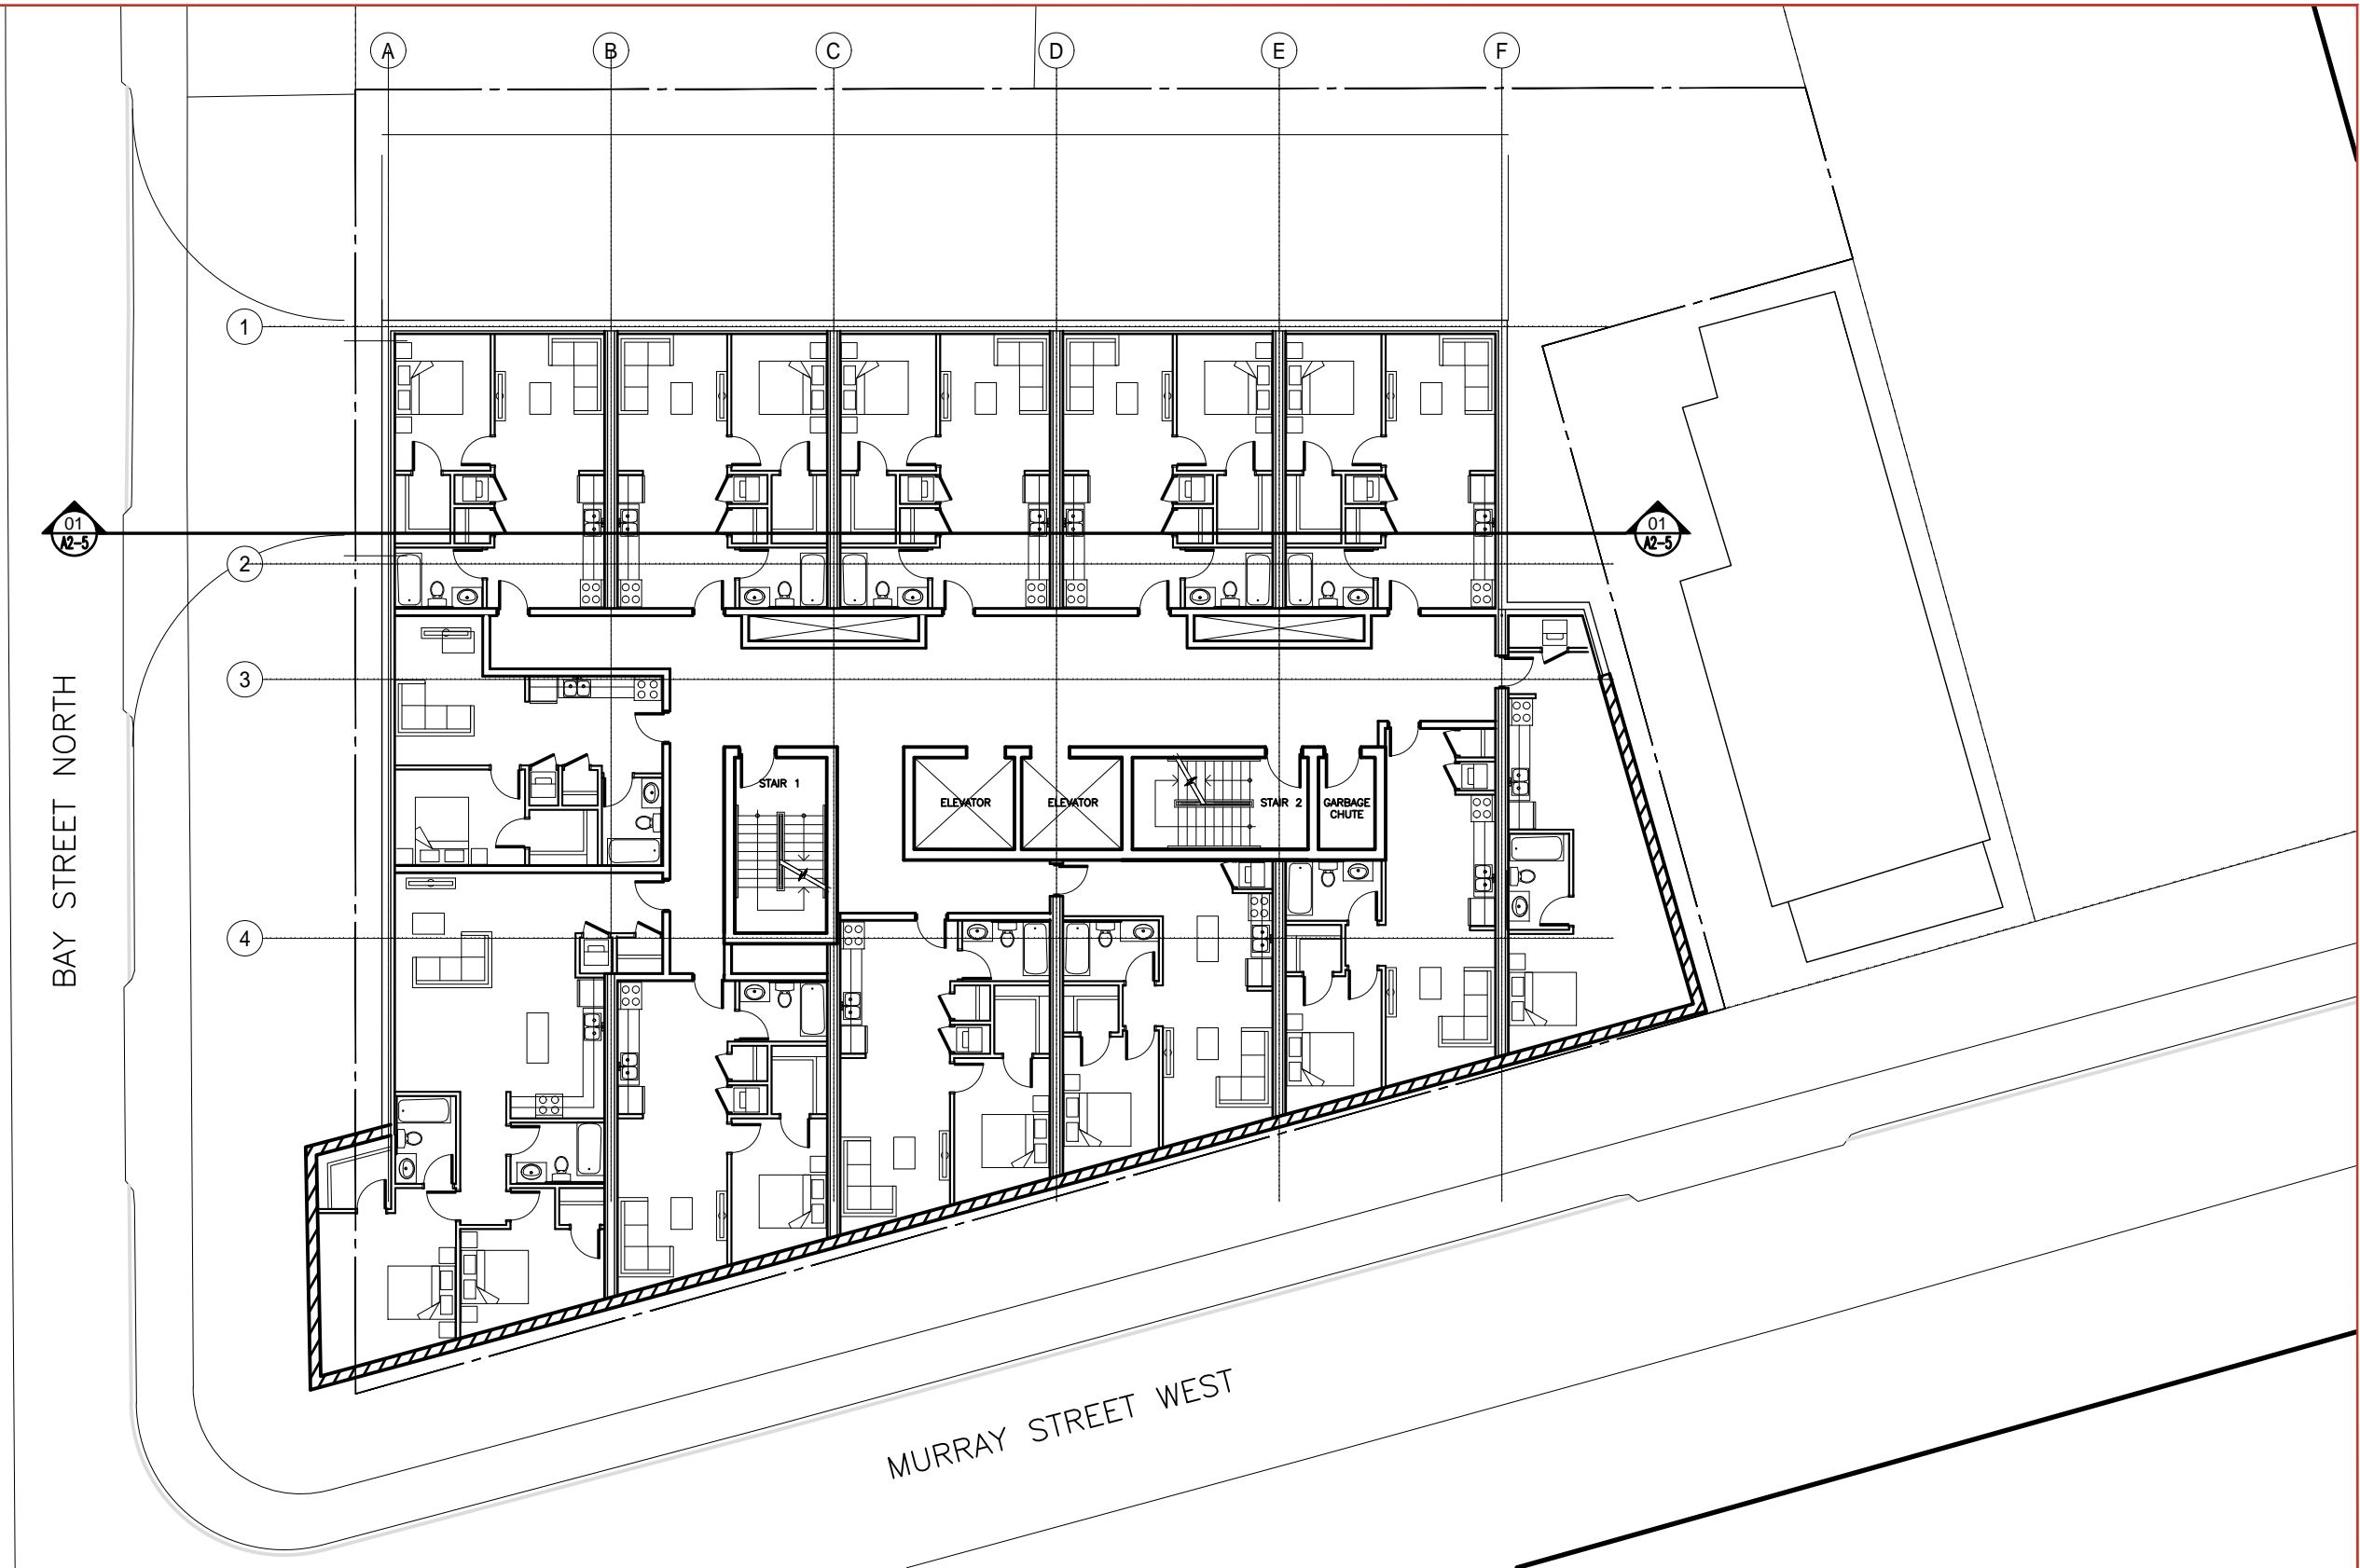 A B C D E F
1
01
A2-5
01
A2-5
2
3
BAY STREET NORTH
STAIR 1
ELEVATOR
ELEVATOR
STAIR 2
GARBAGE
CHUTE
4
MURRAY STREET WEST